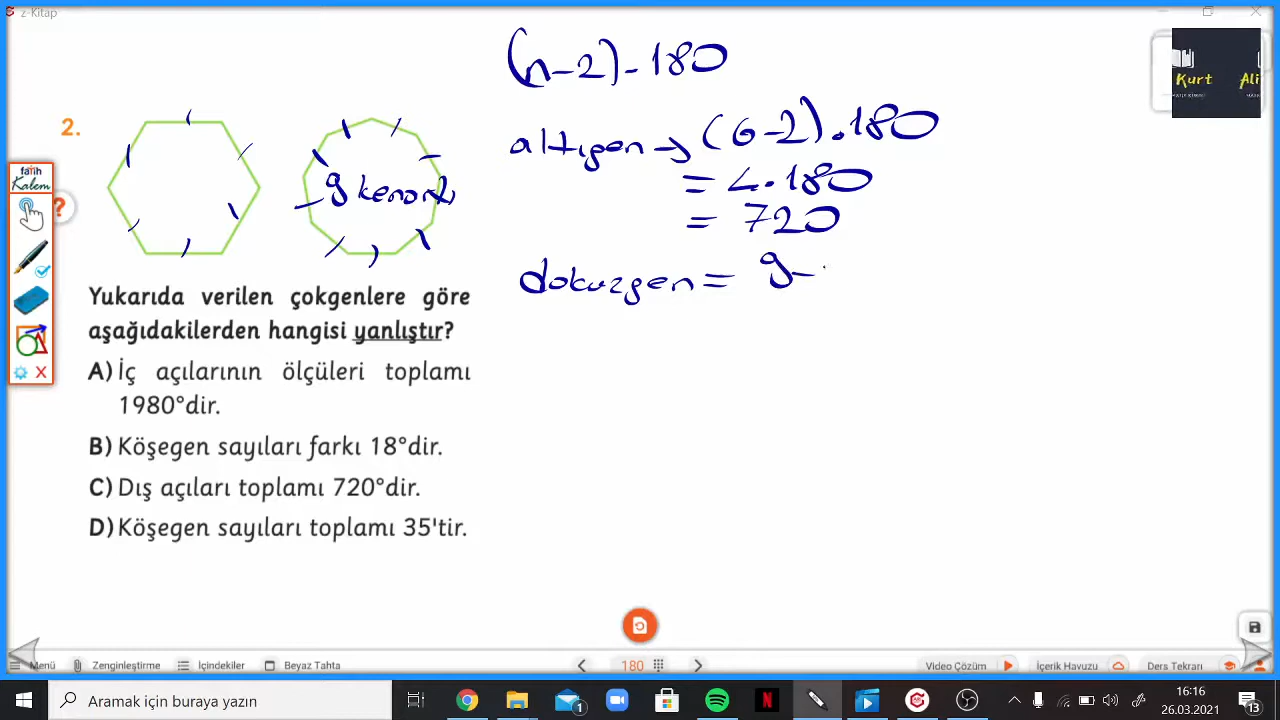 z-Kitap
(n-2)-180
Kurt Ali
2.
altıgen → (6-2).180
= 4.180
= 720
9 kenarlı
fatih
Kalem
?
dokuzgen = 9-
Yukarıda verilen çokgenlere göre
aşağıdakilerden hangisi yanlıştır?
A) İç açılarının ölçüleri toplamı
1980°dir.
B) Köşegen sayıları farkı 18°dir.
C) Dış açıları toplamı 720°dir.
D) Köşegen sayıları toplamı 35'tir.
Menü Zenginleştirme İçindekiler Beyaz Tahta 180 Video Çözüm İçerik Havuzu Ders Tekrarı
Aramak için buraya yazın
1
16:16
26.03.2021
13